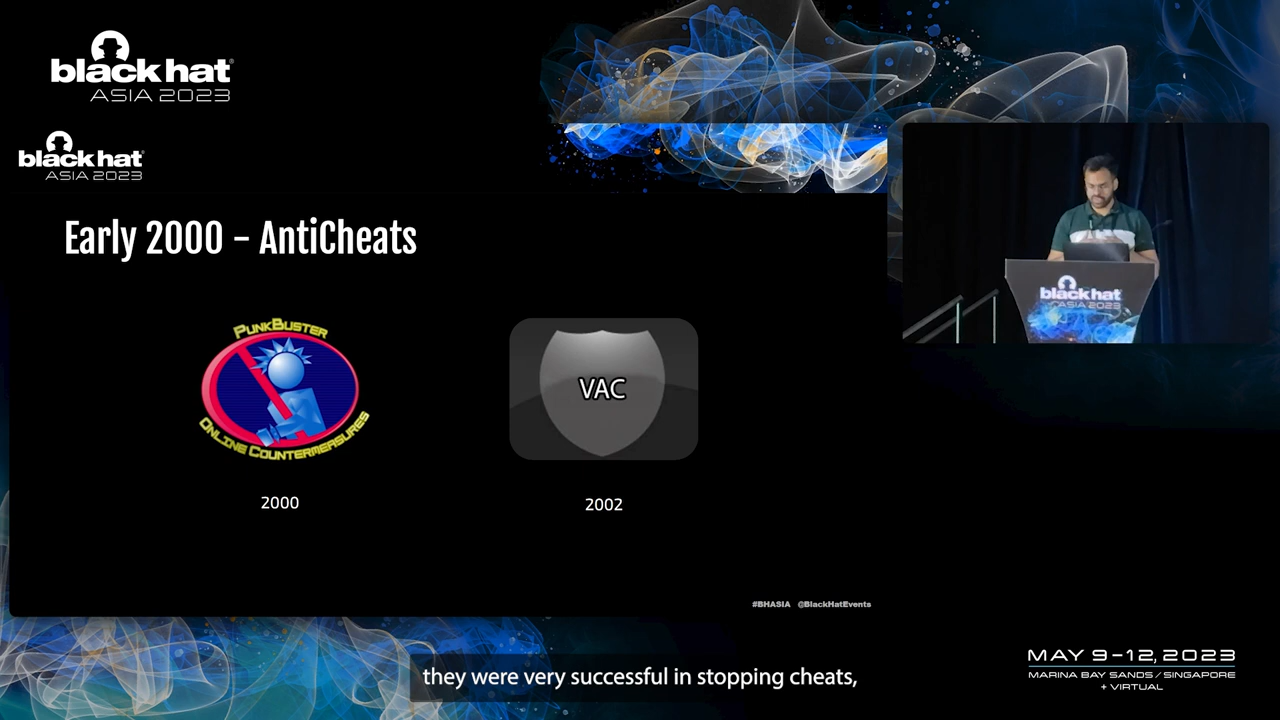 black hat
ASIA 2023
black hat
ASIA 2023
Early 2000 – AntiCheats
PUNKBUSTER
ONLINE COUNTERMEASURES
VAC
2000
2002
black hat
ASIA 2023
#BHASIA @BlackHatEvents
they were very successful in stopping cheats,
MAY 9-12, 2023
MARINA BAY SANDS / SINGAPORE
+ VIRTUAL